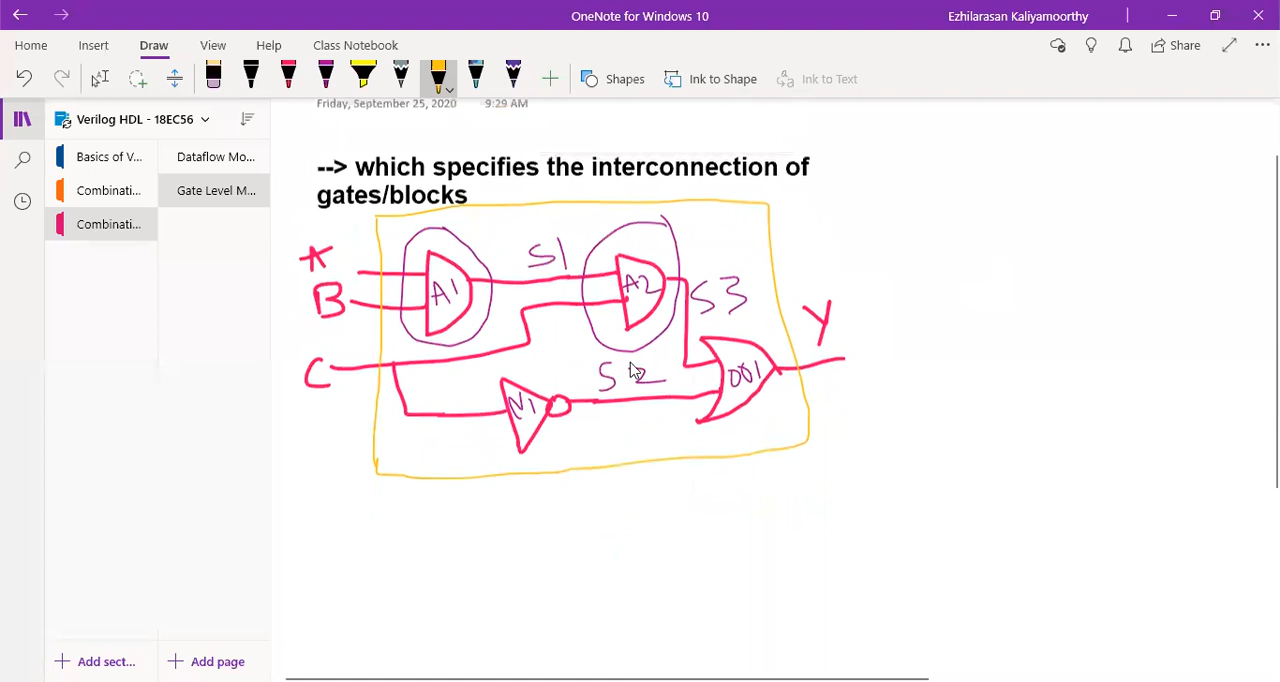 OneNote for Windows 10
Ezhilarasan Kaliyamoorthy
Home Insert Draw View Help Class Notebook
Share
Shapes Ink to Shape Ink to Text
Verilog HDL - 18EC56
Basics of V...
Combinati...
Combinati...
Dataflow Mo...
Gate Level M...
Friday, September 25, 2020 9:29 AM
--> which specifies the interconnection of
gates/blocks
B
C
A1
S1
A2
S3
S2
N1
Y
Add sect...
Add page